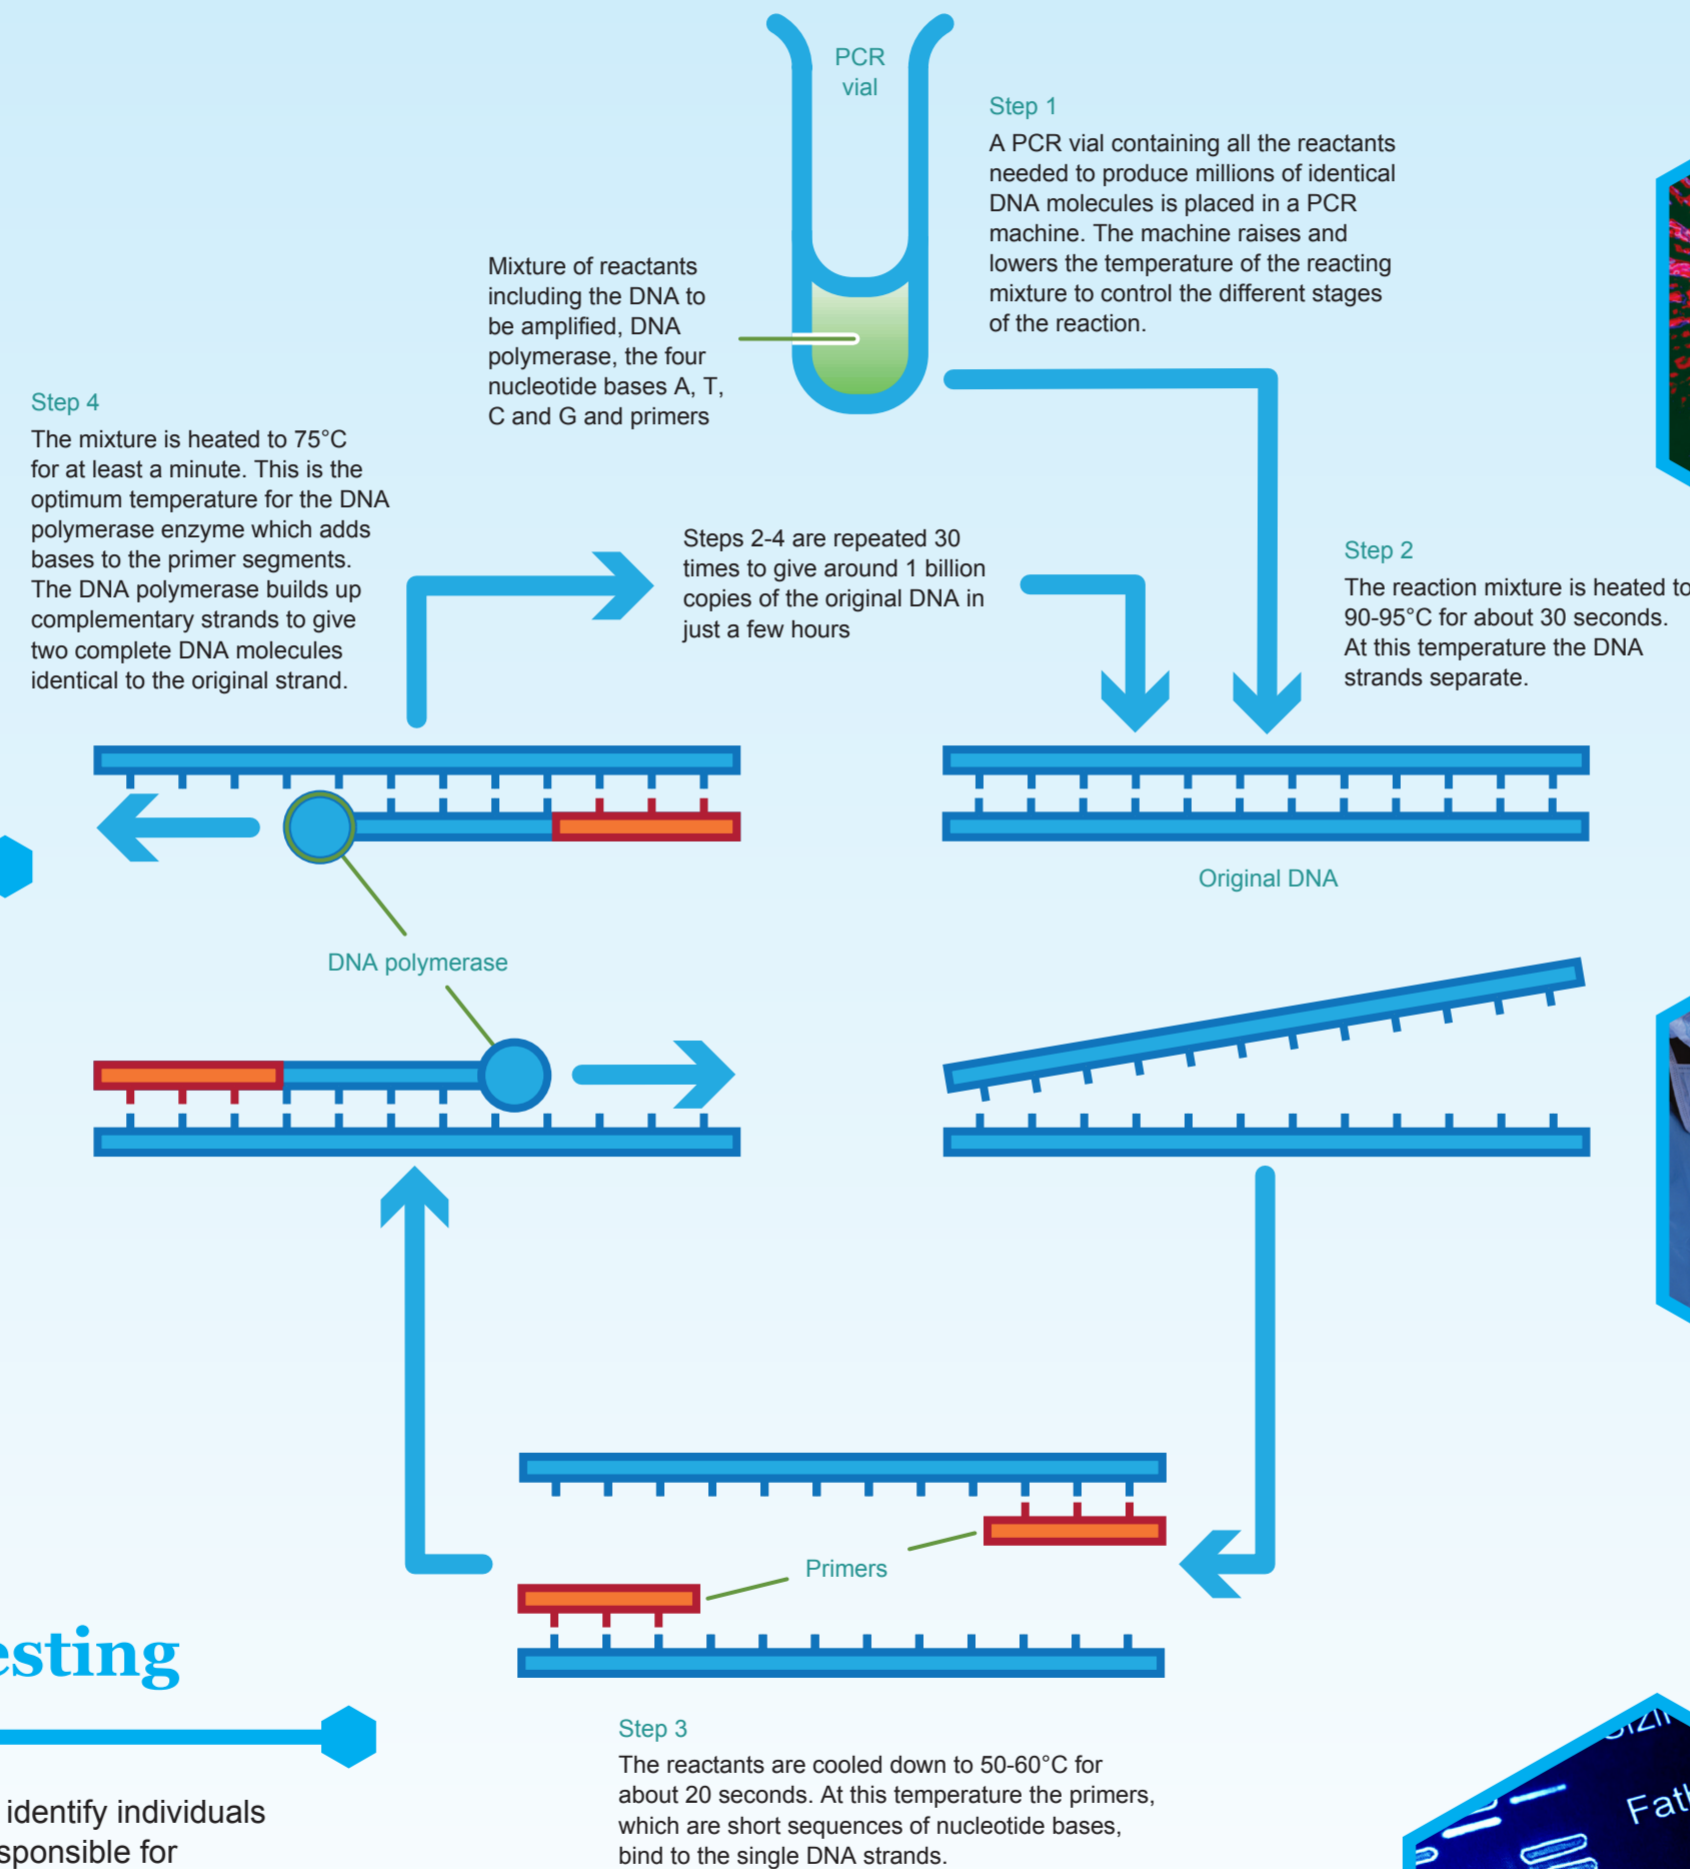 PCR
vial
Step 1
A PCR vial containing all the reactants
needed to produce millions of identical
DNA molecules is placed in a PCR
machine. The machine raises and
lowers the temperature of the reacting
mixture to control the different stages
of the reaction.
Mixture of reactants
including the DNA to
be amplified, DNA
polymerase, the four
nucleotide bases A, T,
C and G and primers
Step 4
The mixture is heated to 75°C
for at least a minute. This is the
optimum temperature for the DNA
polymerase enzyme which adds
bases to the primer segments.
The DNA polymerase builds up
complementary strands to give
two complete DNA molecules
identical to the original strand.
Steps 2-4 are repeated 30
times to give around 1 billion
copies of the original DNA in
just a few hours
Step 2
The reaction mixture is heated to
90-95°C for about 30 seconds.
At this temperature the DNA
strands separate.
Original DNA
DNA polymerase
Primers
esting
Step 3
The reactants are cooled down to 50-60°C for
about 20 seconds. At this temperature the primers,
which are short sequences of nucleotide bases,
bind to the single DNA strands.
identify individuals
sponsible for
Fath